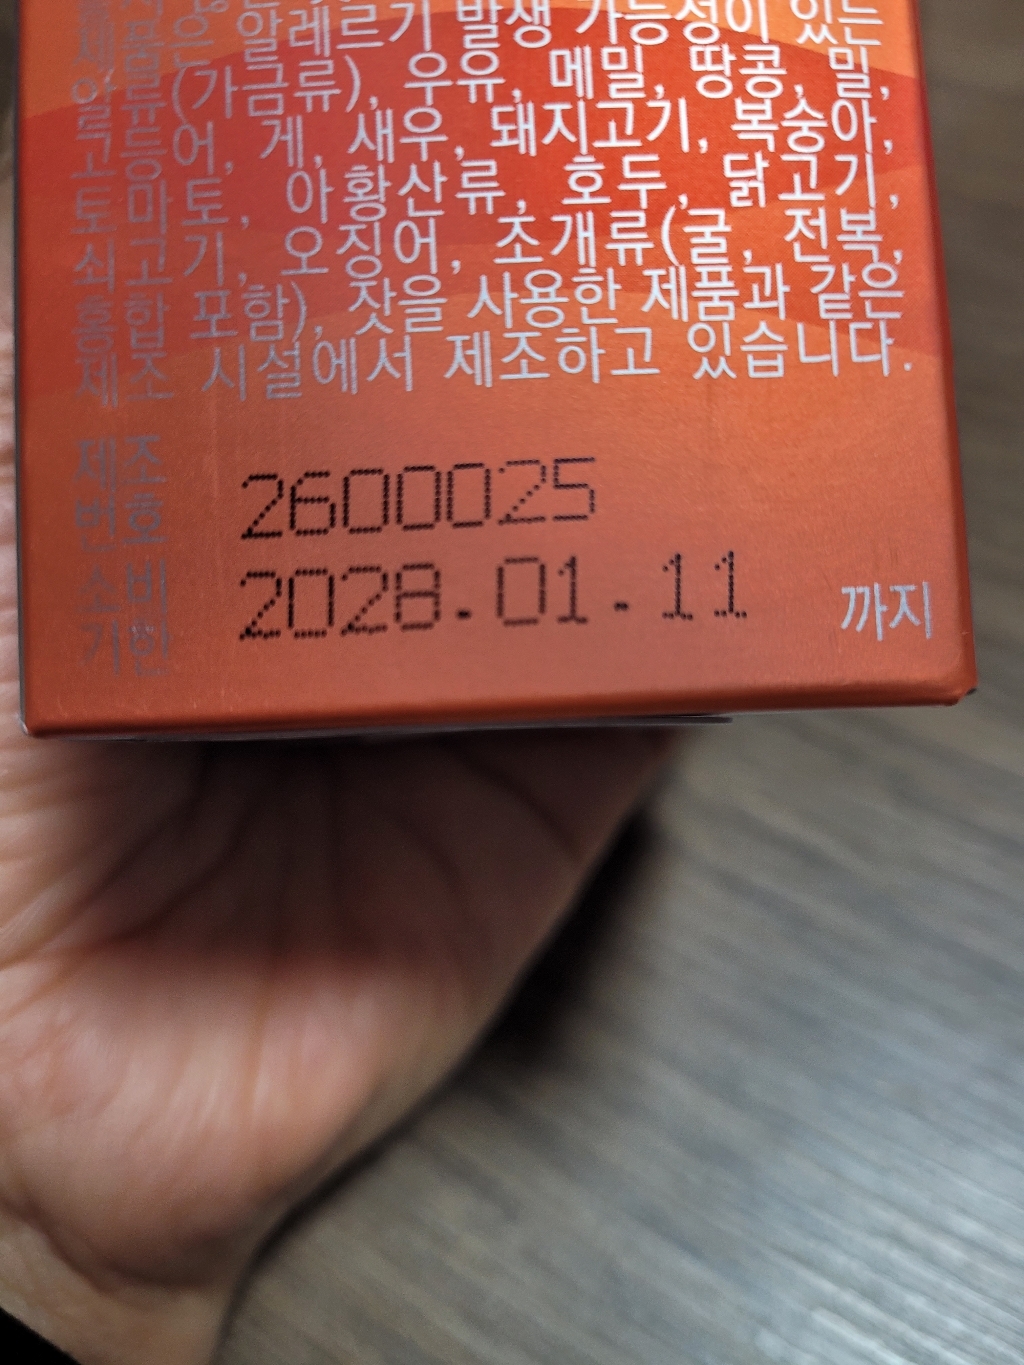 제품은 알레르기 발생 가능성이 있는
알류(가금류), 우유, 메밀, 땅콩, 밀,
고등어, 게, 새우, 돼지고기, 복숭아,
토마토, 아황산류, 호두, 닭고기,
쇠고기, 오징어, 조개류(굴, 전복,
홍합 포함), 잣을 사용한 제품과 같은
제조 시설에서 제조하고 있습니다.
제조
번호 2600025
소비
기한 2028.01.11 까지